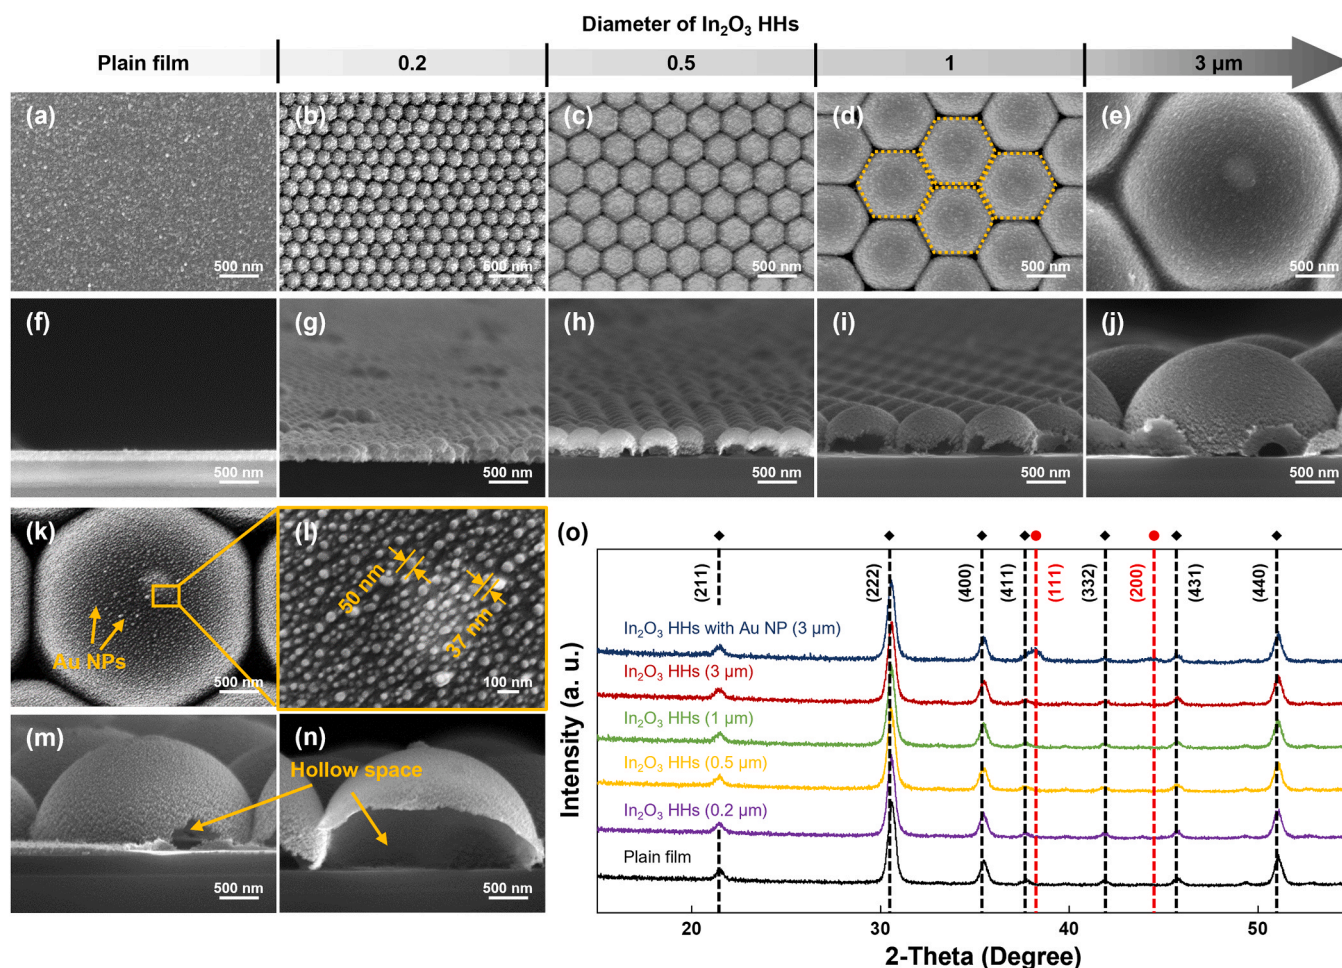 Diameter of In₂O₃ HHs
Plain film
0.2
0.5
1
3 μm
(a)
500 nm
(b)
500 nm
(c)
500 nm
(d)
500 nm
(e)
500 nm
(f)
500 nm
(g)
500 nm
(h)
500 nm
(i)
500 nm
(j)
500 nm
(k)
Au NPs
500 nm
(l)
50 nm
37 nm
100 nm
(m)
Hollow space
500 nm
(n)
500 nm
(o)
(211)
(222)
(400)
(411)
(111)
(332)
(200)
(431)
(440)
In₂O₃ HHs with Au NP (3 μm)
In₂O₃ HHs (3 μm)
In₂O₃ HHs (1 μm)
In₂O₃ HHs (0.5 μm)
In₂O₃ HHs (0.2 μm)
Plain film
Intensity (a. u.)
20
30
40
50
2-Theta (Degree)